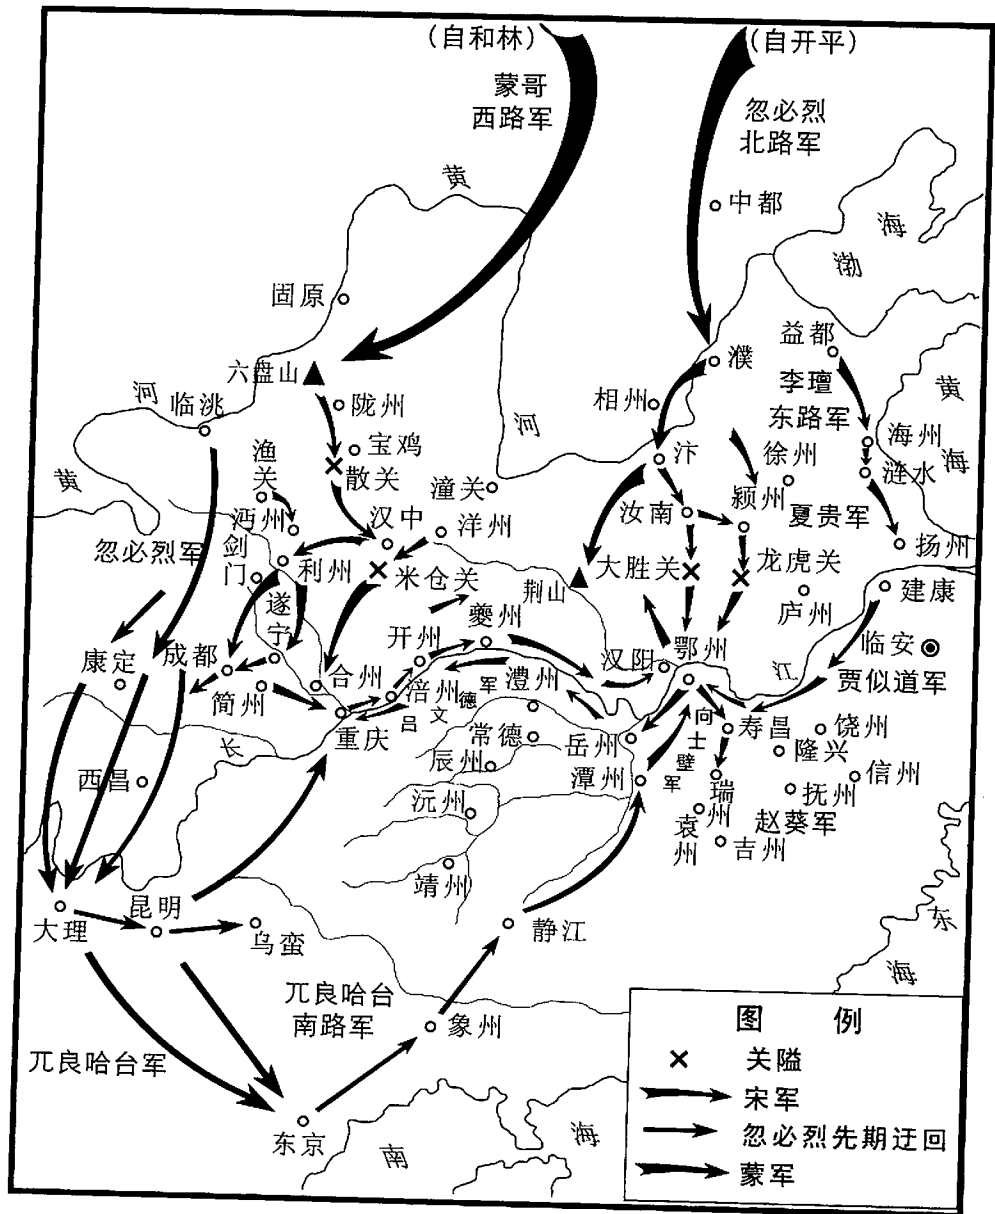 （自和林）
（自开平）
蒙哥
西路军
忽必烈
北路军
黄
中都
海
渤
固原
益都
濮
六盘山
李璮
东路军
黄
河
临洮
陇州
相州
河
海州
海
宝鸡
徐州
渔
关
散关
汴
涟水
黄
潼关
颍州
沔州
汉中
洋州
汝南
夏贵军
忽必烈军
剑
门
利州
米仓关
荆山
大胜关
龙虎关
扬州
建康
遂
宁
庐州
夔州
开州
汉阳
鄂州
临安
康定
成都
合州
涪州
澧州
江
贾似道军
简州
吕
文
德
军
向
士
壁
军
重庆
长
常德
岳州
寿昌
饶州
隆兴
西昌
辰州
潭州
信州
沅州
瑞
州
抚州
袁
州
赵葵军
吉州
靖州
大理
昆明
乌蛮
静江
东
海
兀良哈台
南路军
象州
兀良哈台军
东京
南
海
图 例
× 关隘
宋军
忽必烈先期迂回
蒙军